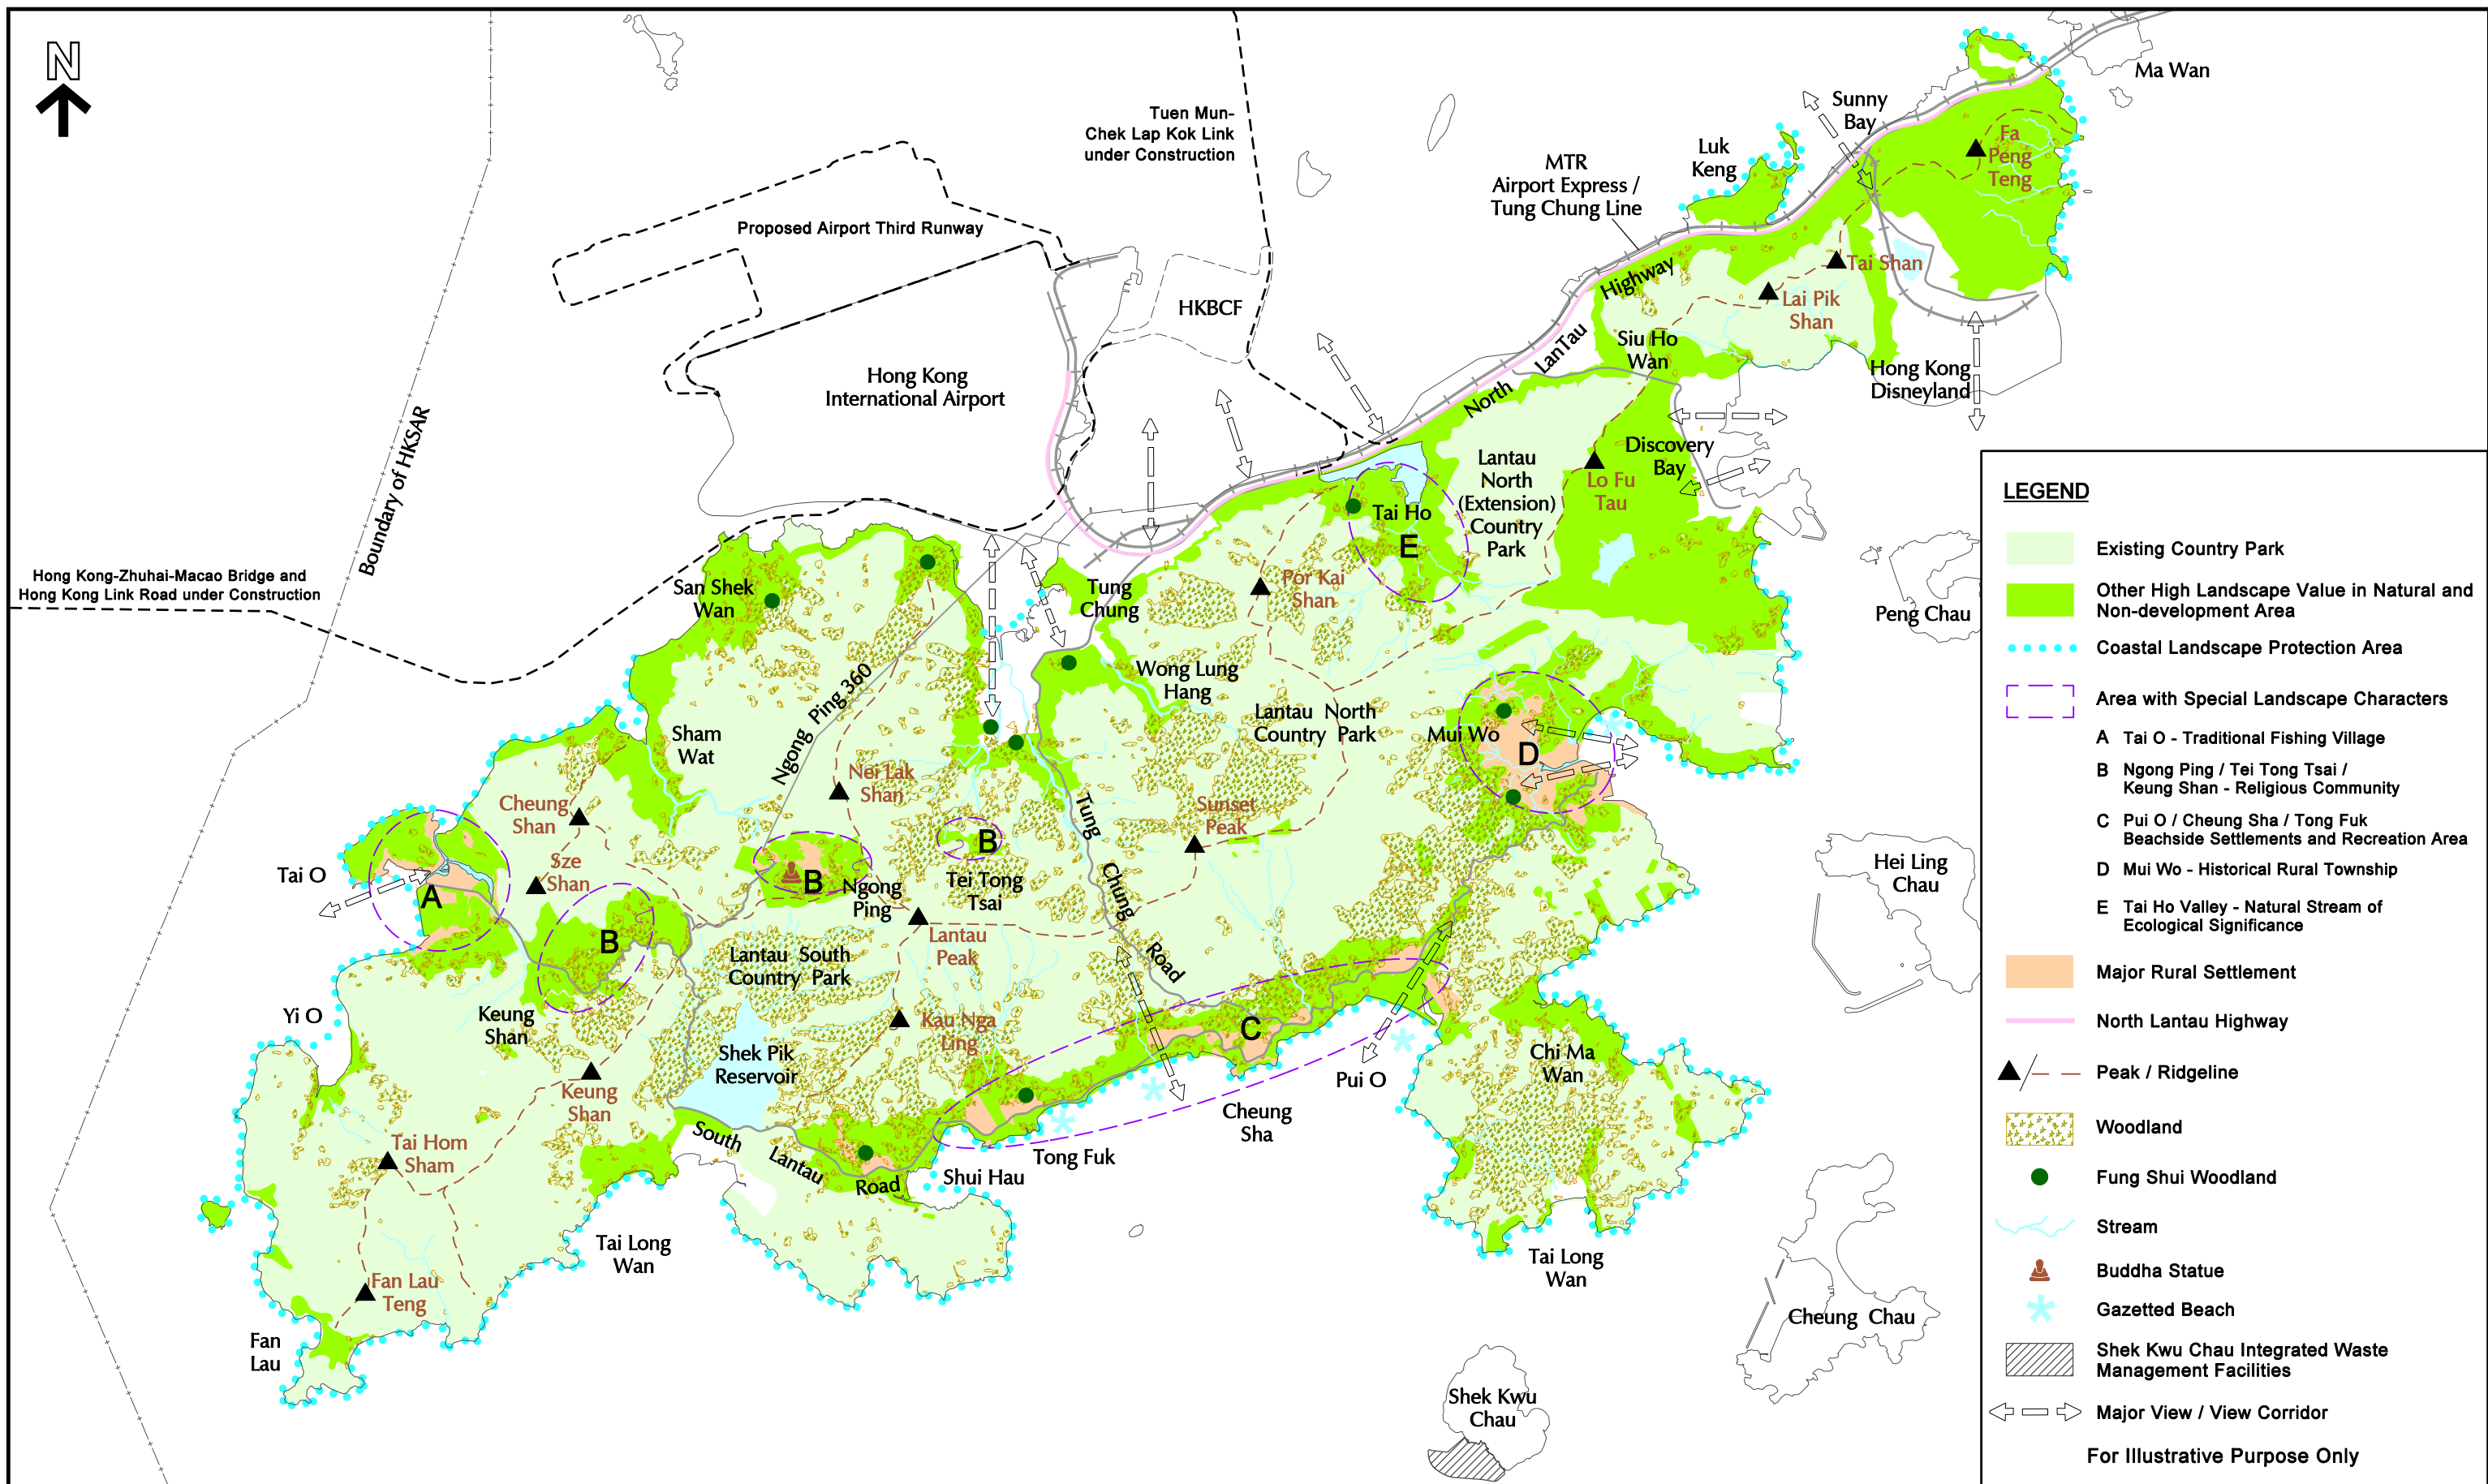 N
Ma Wan
Sunny
Bay
Tuen Mun-
Chek Lap Kok Link
under Construction
Luk
Keng
Fa
Peng
Teng
MTR
Airport Express /
Tung Chung Line
Proposed Airport Third Runway
Highway
Tai Shan
Lai Pik
Shan
HKBCF
LanTau
Siu Ho
Wan
Hong Kong
International Airport
Hong Kong
Disneyland
North
Boundary of HKSAR
Discovery
Bay
Lantau
North
(Extension)
Country
Park
Lo Fu
Tau
Tai Ho
E
Hong Kong-Zhuhai-Macao Bridge and
Hong Kong Link Road under Construction
San Shek
Wan
Tung
Chung
Por Kai
Shan
Peng Chau
Wong Lung
Hang
Ngong Ping 360
Lantau North
Country Park
Mui Wo
D
Sham
Wat
Nei Lak
Shan
Cheung
Shan
Sunset
Peak
Tung
Chung
Road
B
Tei Tong
Tsai
Sze
Shan
Tai O
A
B
Ngong
Ping
Hei Ling
Chau
B
Lantau
Peak
Lantau South
Country Park
Yi O
Keung
Shan
Kau Nga
Ling
C
Shek Pik
Reservoir
Chi Ma
Wan
Pui O
Keung
Shan
Cheung
Sha
Tai Hom
Sham
South
Lantau
Road
Tong Fuk
Shui Hau
Tai Long
Wan
Tai Long
Wan
Fan Lau
Teng
Fan
Lau
Cheung Chau
Shek Kwu
Chau
LEGEND
Existing Country Park
Other High Landscape Value in Natural and
Non-development Area
Coastal Landscape Protection Area
Area with Special Landscape Characters
A Tai O - Traditional Fishing Village
B Ngong Ping / Tei Tong Tsai /
Keung Shan - Religious Community
C Pui O / Cheung Sha / Tong Fuk
Beachside Settlements and Recreation Area
D Mui Wo - Historical Rural Township
E Tai Ho Valley - Natural Stream of
Ecological Significance
Major Rural Settlement
North Lantau Highway
Peak / Ridgeline
Woodland
Fung Shui Woodland
Stream
Buddha Statue
Gazetted Beach
Shek Kwu Chau Integrated Waste
Management Facilities
Major View / View Corridor
For Illustrative Purpose Only